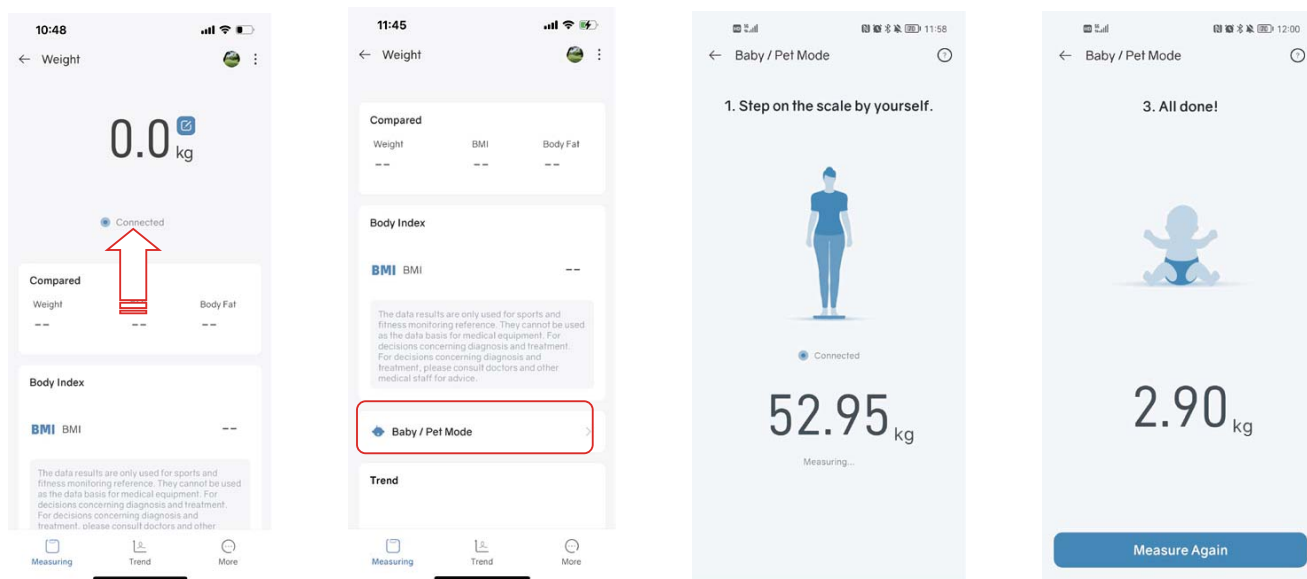 10:48
Weight
0.0 kg
Connected
Compared
Weight Body Fat
-- -- --
Body Index
BMI BMI --
The data results are only used for sports and
fitness monitoring reference. They cannot be used
as the data basis for medical equipment. For
decisions concerning diagnosis and treatment.
For decisions concerning diagnosis and
treatment, please consult doctors and other
Measuring Trend More
11:45
Weight
Compared
Weight BMI Body Fat
-- -- --
Body Index
BMI BMI --
The data results are only used for sports and
fitness monitoring reference. They cannot be used
as the data basis for medical equipment. For
decisions concerning diagnosis and treatment.
For decisions concerning diagnosis and
treatment, please consult doctors and other
medical staff for advice.
Baby / Pet Mode
Trend
Measuring Trend More
11:58
Baby / Pet Mode
1. Step on the scale by yourself.
Connected
52.95 kg
Measuring...
12:00
Baby / Pet Mode
3. All done!
2.90 kg
Measure Again